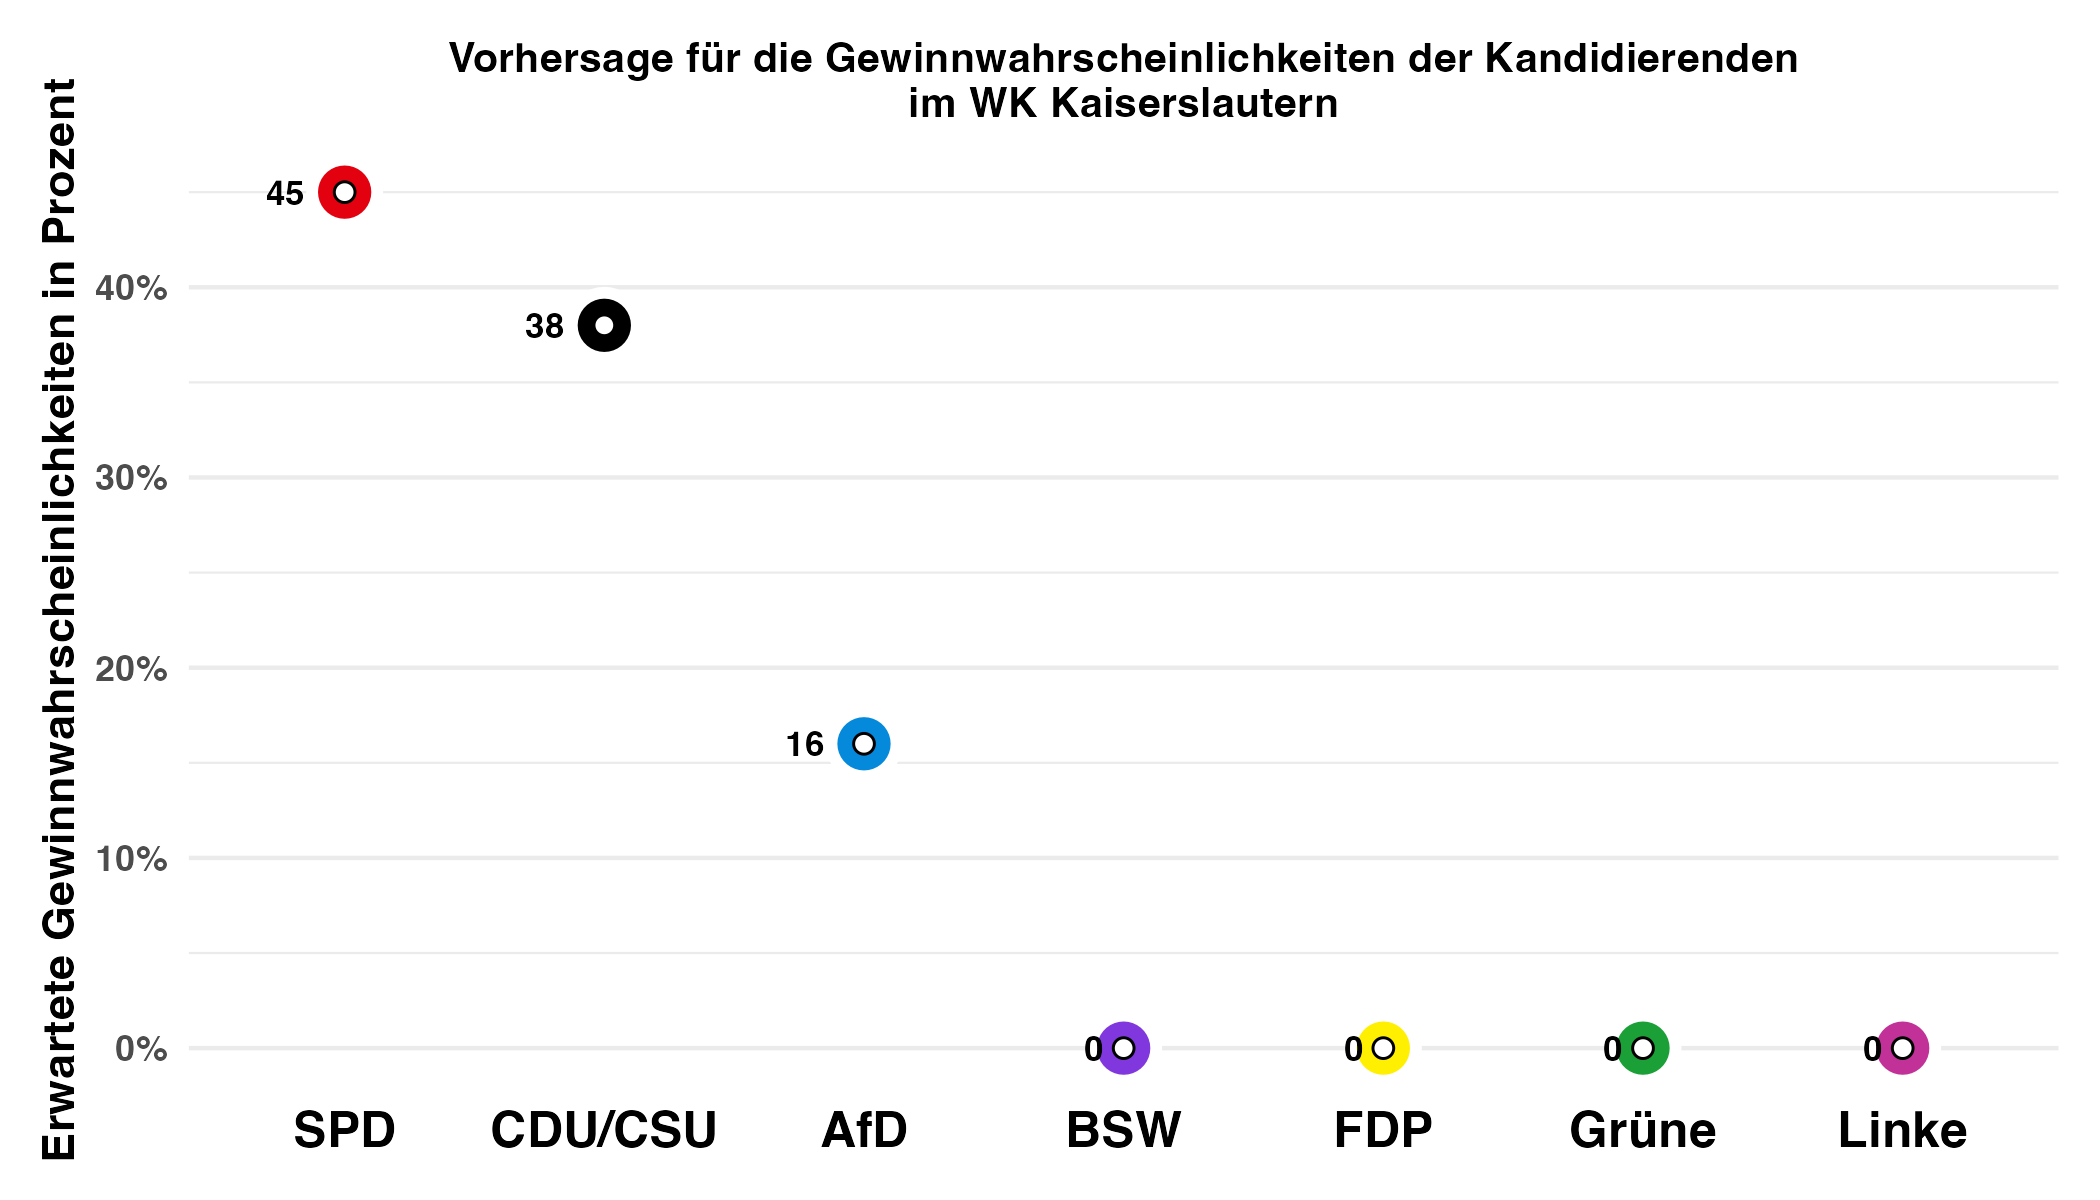 Vorhersage für die Gewinnwahrscheinlichkeiten der Kandidierenden
im WK Kaiserslautern
Erwartete Gewinnwahrscheinlichkeiten in Prozent
45
40%
38
30%
20%
16
10%
0%
0
0
0
0
SPD
CDU/CSU
AfD
BSW
FDP
Grüne
Linke